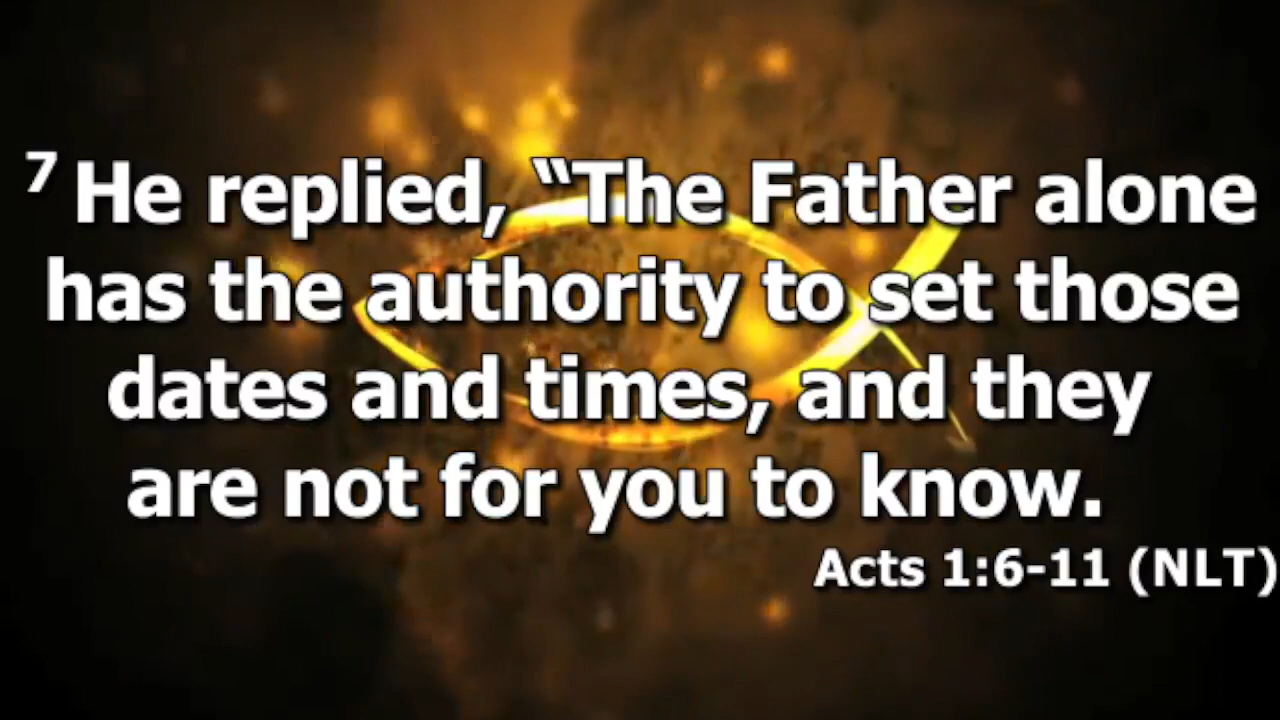 7 He replied, “The Father alone
has the authority to set those
dates and times, and they
are not for you to know.
Acts 1:6-11 (NLT)